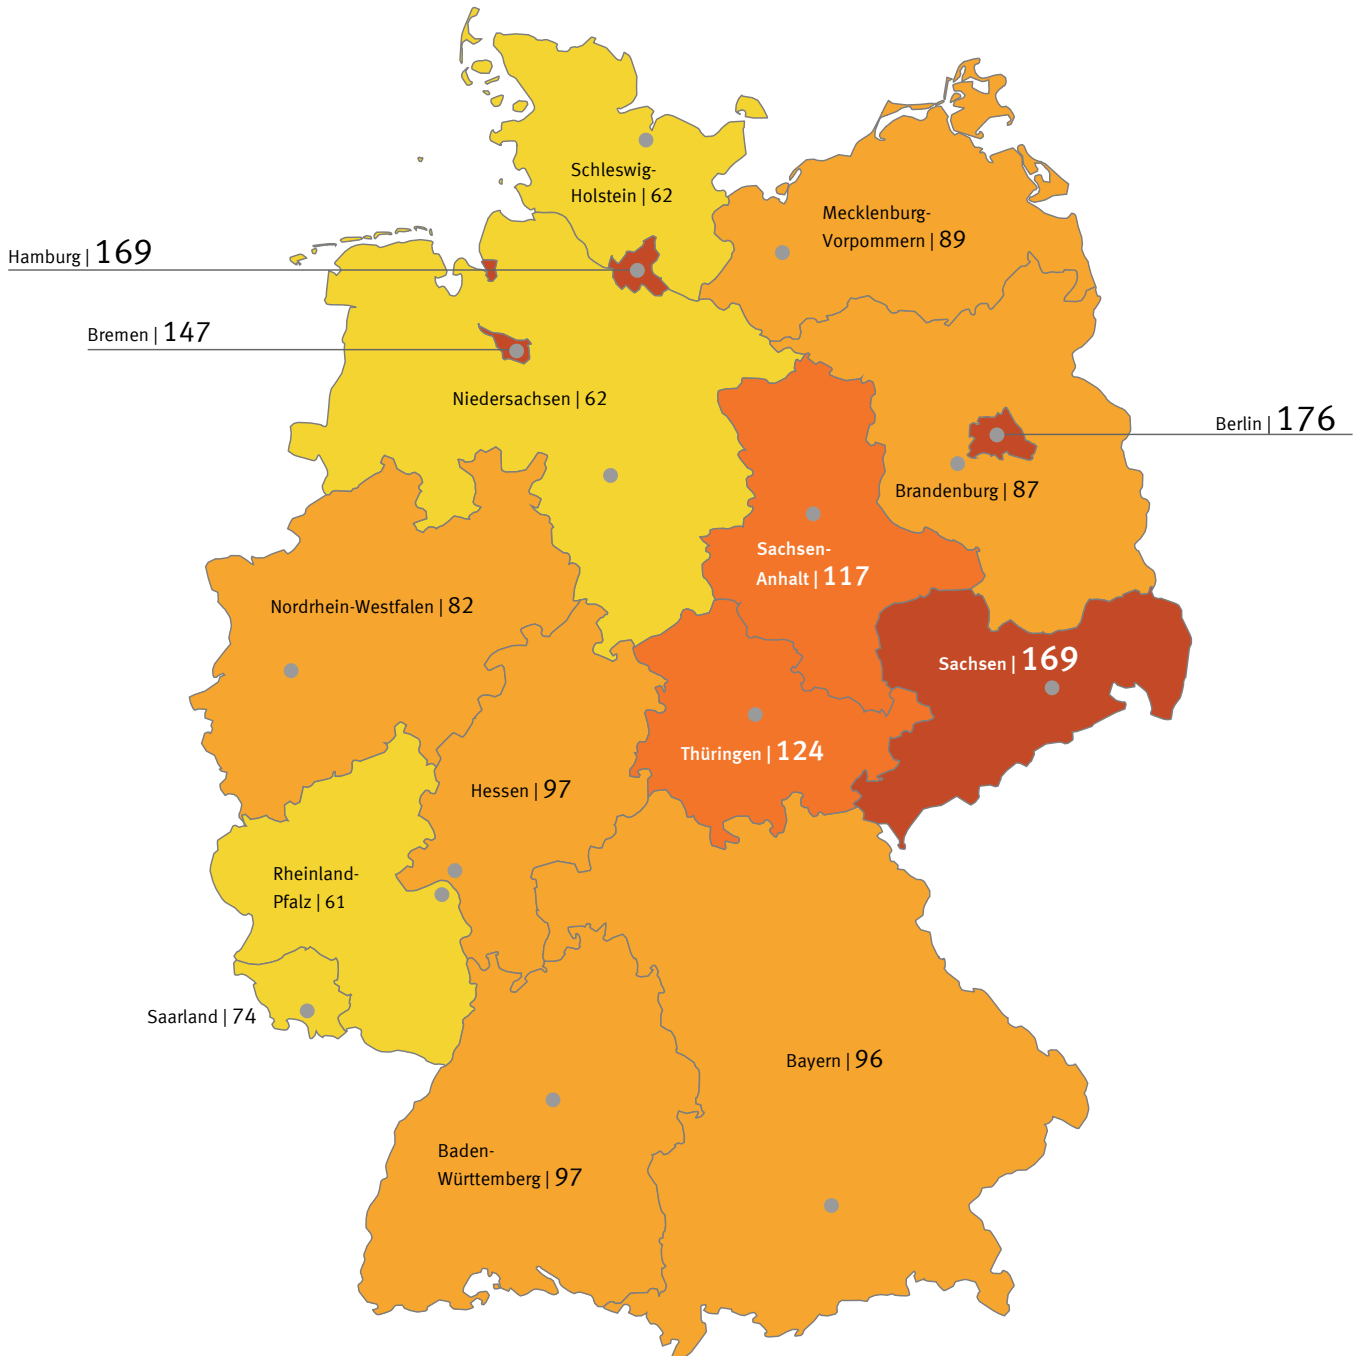 Schleswig-
Holstein | 62
Mecklenburg-
Vorpommern | 89
Hamburg | 169
Bremen | 147
Niedersachsen | 62
Berlin | 176
Brandenburg | 87
Sachsen-
Anhalt | 117
Nordrhein-Westfalen | 82
Sachsen | 169
Thüringen | 124
Hessen | 97
Rheinland-
Pfalz | 61
Saarland | 74
Bayern | 96
Baden-
Württemberg | 97